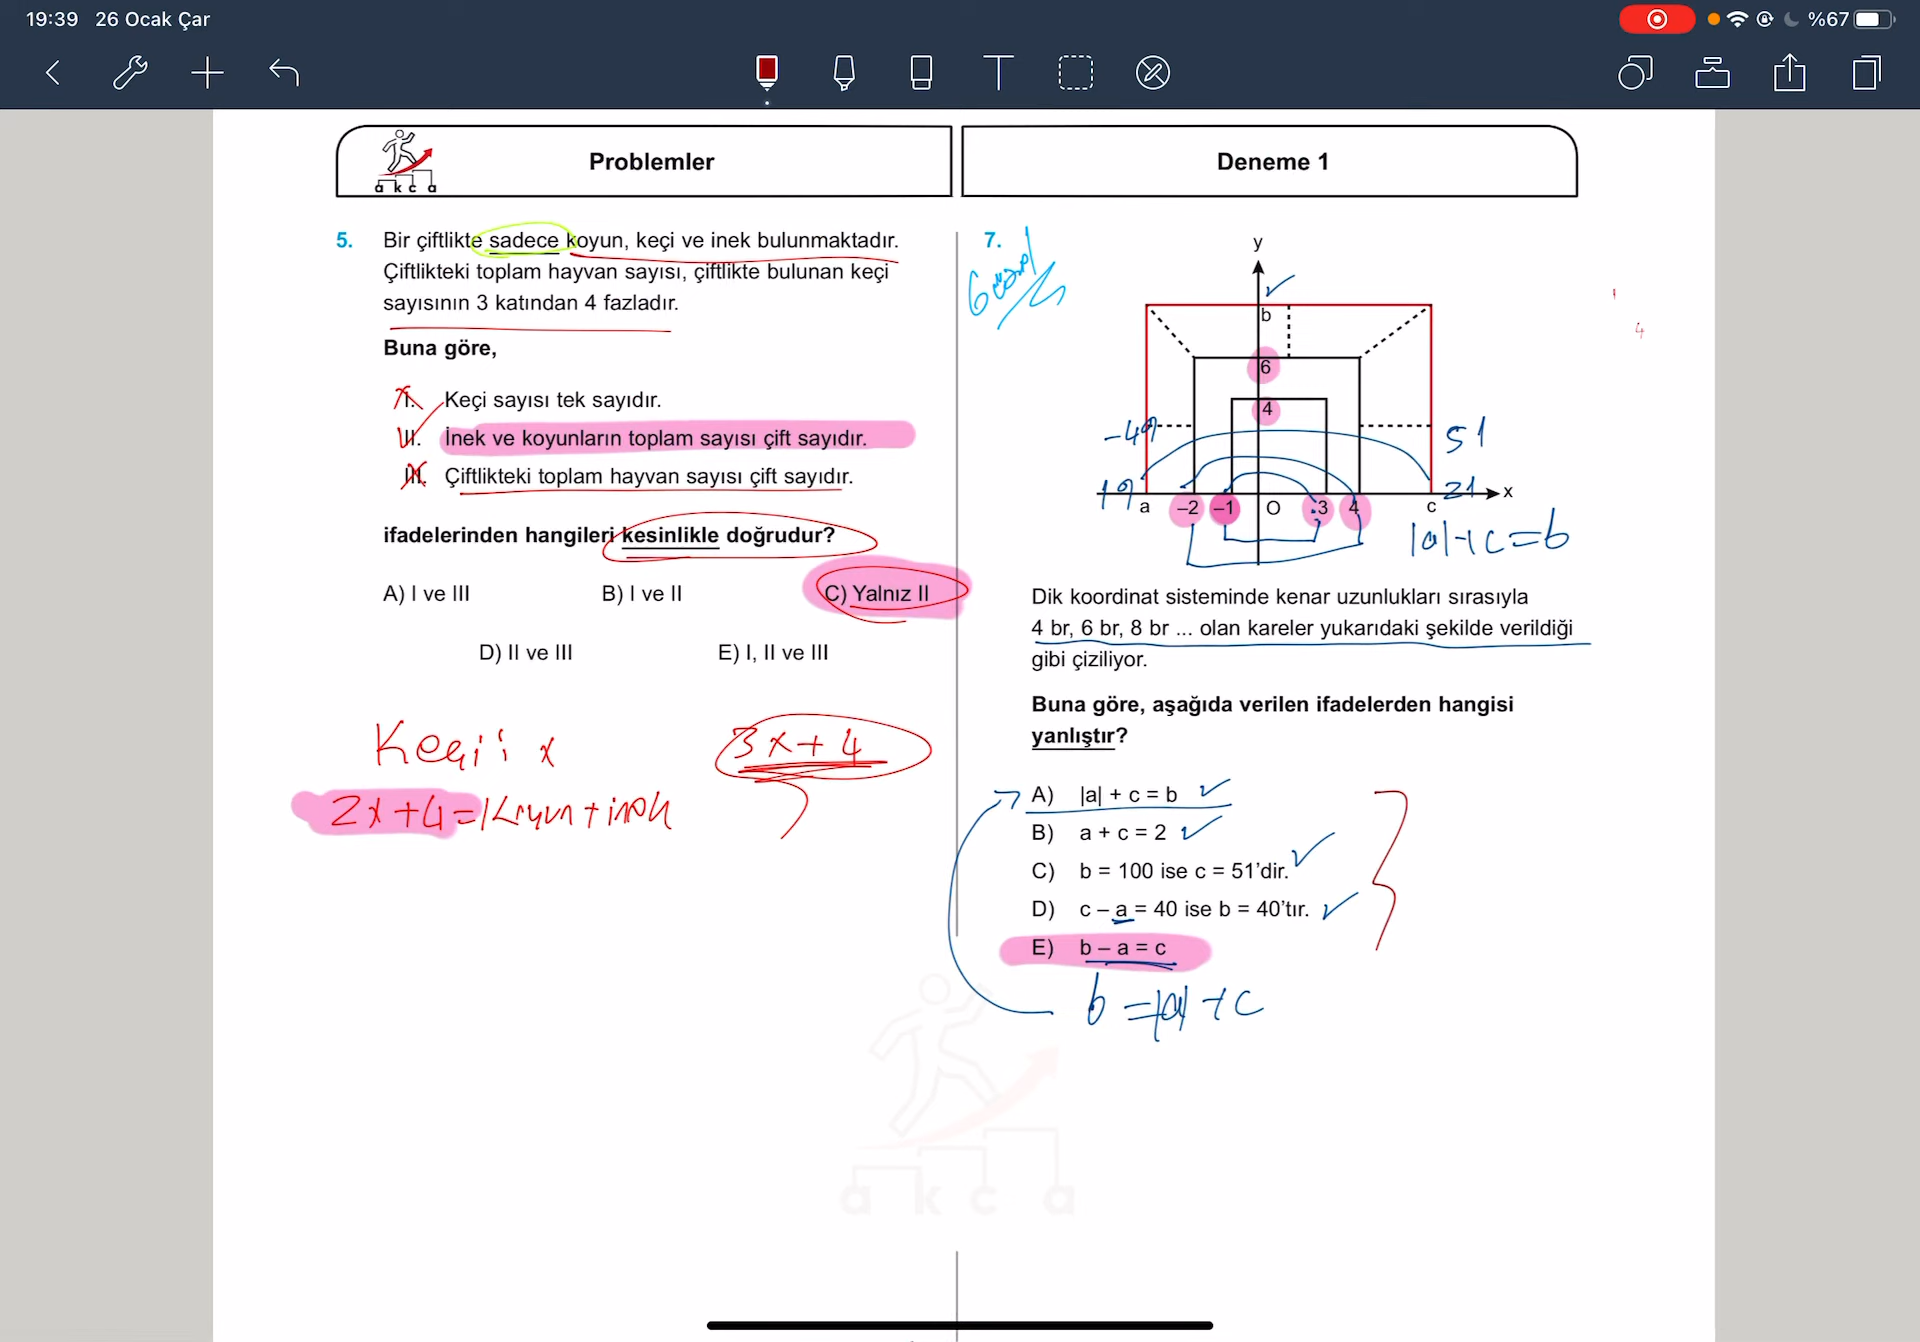 19:39 26 Ocak Çar
%67
akca
Problemler
Deneme 1
5. Bir çiftlikte sadece koyun, keçi ve inek bulunmaktadır.
Çiftlikteki toplam hayvan sayısı, çiftlikte bulunan keçi
sayısının 3 katından 4 fazladır.
Buna göre,
I. Keçi sayısı tek sayıdır.
II. İnek ve koyunların toplam sayısı çift sayıdır.
III. Çiftlikteki toplam hayvan sayısı çift sayıdır.
ifadelerinden hangileri kesinlikle doğrudur?
A) I ve III B) I ve II C) Yalnız II
D) II ve III E) I, II ve III
Keçi: x 3x+4
2x+4=koyun+inek
7.
y
b
6
4
-49 51
19 21
a –2 –1 O 3 4 c x
|a|+c=b
4
Dik koordinat sisteminde kenar uzunlukları sırasıyla
4 br, 6 br, 8 br ... olan kareler yukarıdaki şekilde verildiği
gibi çiziliyor.
Buna göre, aşağıda verilen ifadelerden hangisi
yanlıştır?
A) |a| + c = b
B) a + c = 2
C) b = 100 ise c = 51'dir.
D) c – a = 40 ise b = 40'tır.
E) b – a = c
b=|a|+c
akca